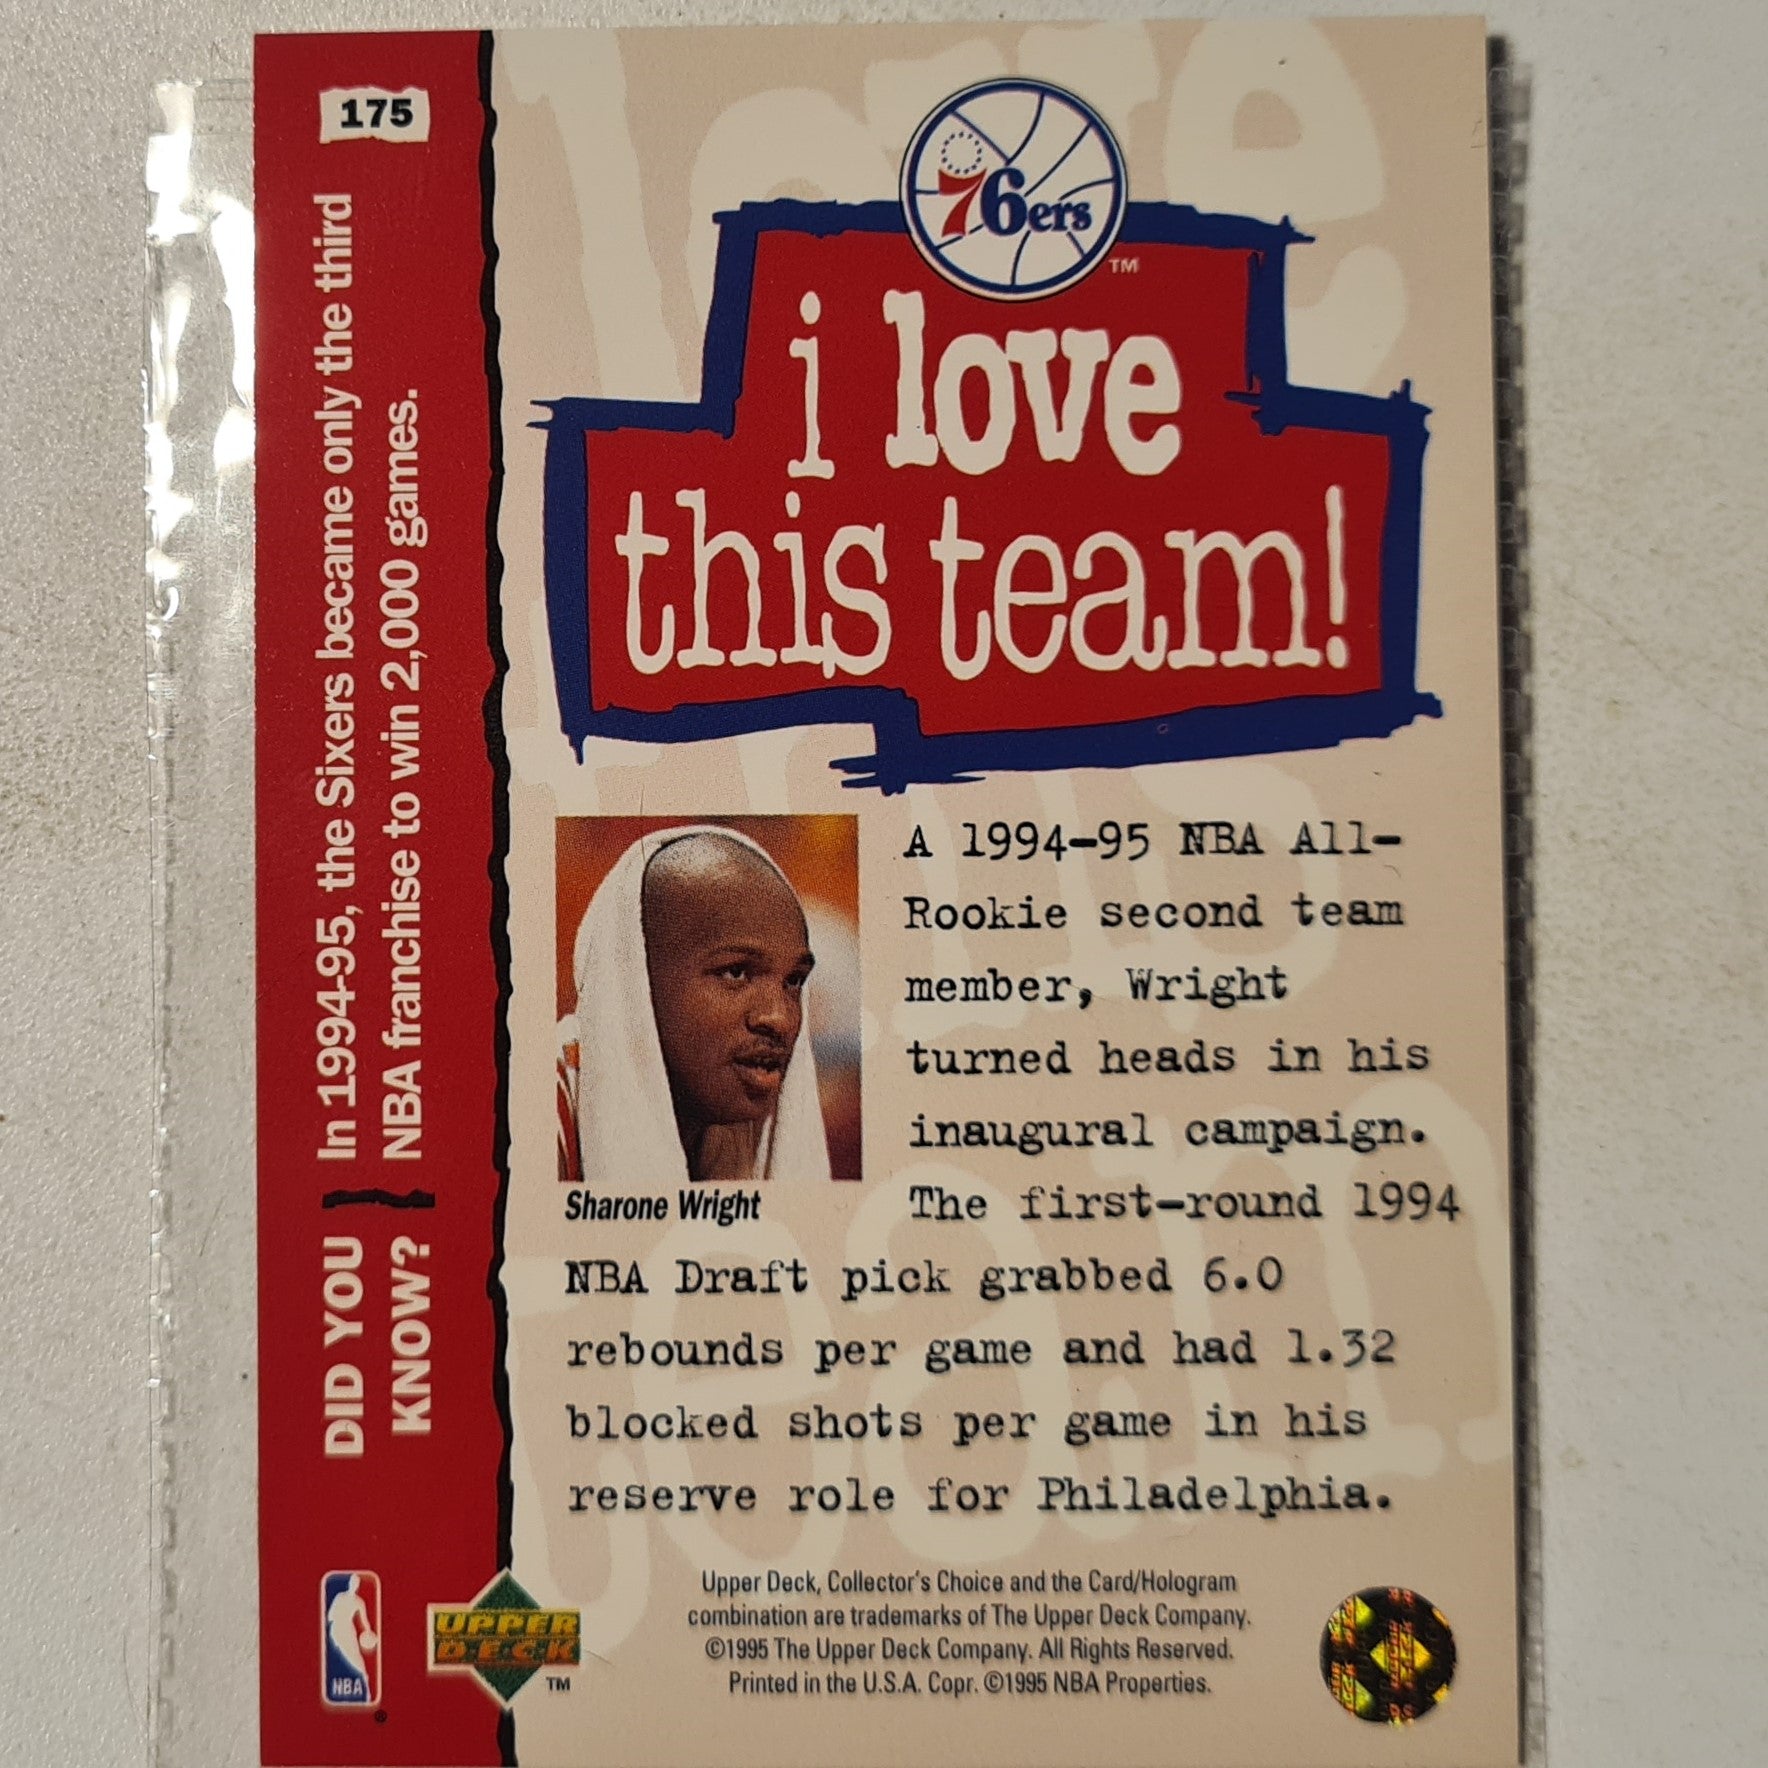 175
DID YOU
KNOW?
In 1994-95, the Sixers became only the third
NBA franchise to win 2,000 games.
76ers
TM
i love
this team!
A 1994-95 NBA All-
Rookie second team
member, Wright
turned heads in his
inaugural campaign.
The first-round 1994
Sharone Wright
NBA Draft pick grabbed 6.0
rebounds per game and had 1.32
blocked shots per game in his
reserve role for Philadelphia.
NBA
®
UPPER
DECK
TM
Upper Deck, Collector's Choice and the Card/Hologram
combination are trademarks of The Upper Deck Company.
©1995 The Upper Deck Company. All Rights Reserved.
Printed in the U.S.A. Copr. ©1995 NBA Properties.